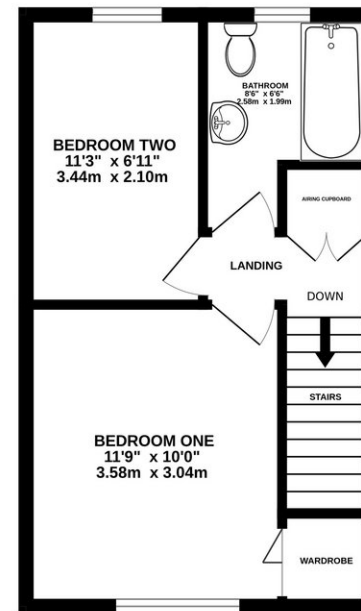 BATHROOM
8'6" x 6'6"
2.58m x 1.99m
BEDROOM TWO
11'3" x 6'11"
3.44m x 2.10m
AIRING CUPBOARD
LANDING
DOWN
STAIRS
BEDROOM ONE
11'9" x 10'0"
3.58m x 3.04m
WARDROBE